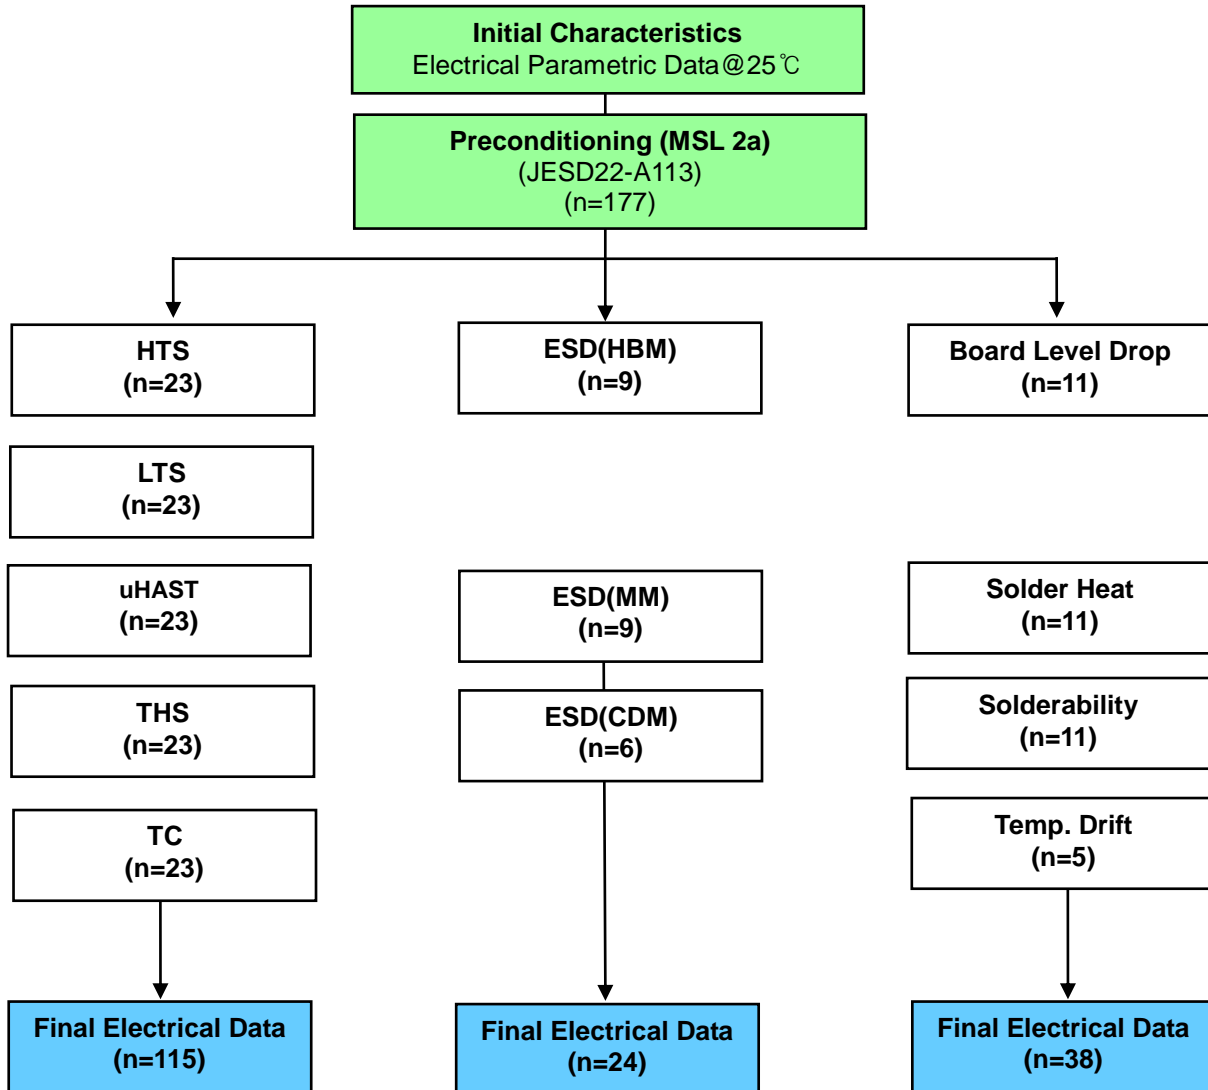 Initial Characteristics
Electrical Parametric Data@25℃
Preconditioning (MSL 2a)
(JESD22-A113)
(n=177)
HTS
(n=23)
LTS
(n=23)
uHAST
(n=23)
THS
(n=23)
TC
(n=23)
Final Electrical Data
(n=115)
ESD(HBM)
(n=9)
ESD(MM)
(n=9)
ESD(CDM)
(n=6)
Final Electrical Data
(n=24)
Board Level Drop
(n=11)
Solder Heat
(n=11)
Solderability
(n=11)
Temp. Drift
(n=5)
Final Electrical Data
(n=38)